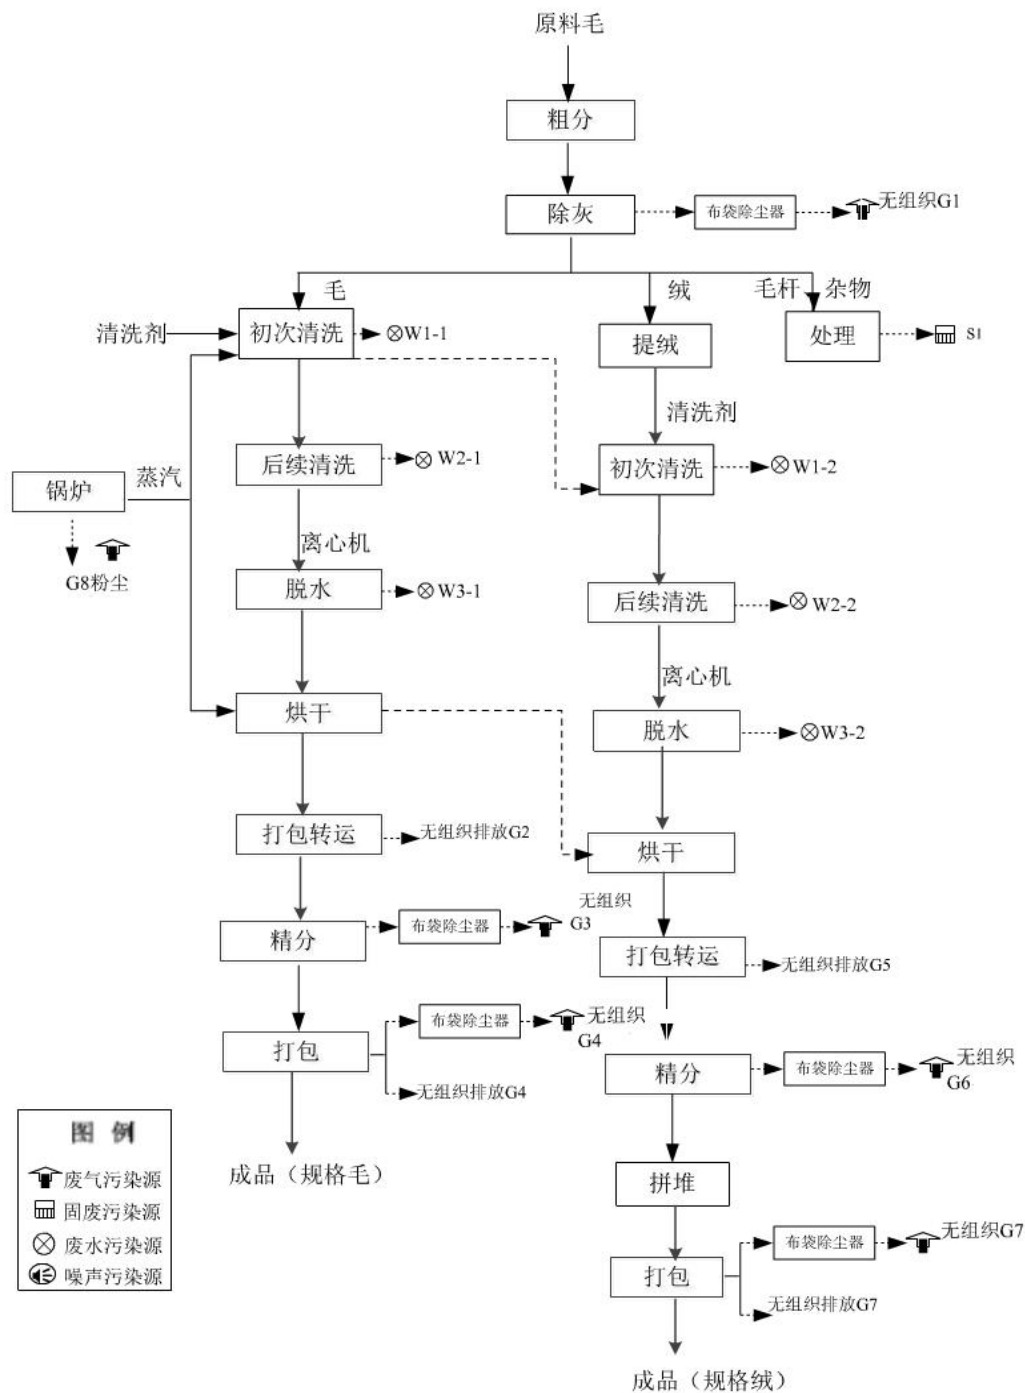 原料毛
粗分
除灰
布袋除尘器
无组织G1
毛
绒
毛杆
杂物
清洗剂
初次清洗
W1-1
提绒
处理
S1
清洗剂
后续清洗
W2-1
初次清洗
W1-2
蒸汽
锅炉
G8粉尘
离心机
脱水
W3-1
后续清洗
W2-2
离心机
烘干
脱水
W3-2
打包转运
无组织排放G2
烘干
精分
布袋除尘器
无组织
G3
打包转运
无组织排放G5
打包
布袋除尘器
无组织
G4
无组织排放G4
精分
布袋除尘器
无组织
G6
成品（规格毛）
拼堆
打包
布袋除尘器
无组织G7
无组织排放G7
成品（规格绒）
图 例
废气污染源
固废污染源
废水污染源
噪声污染源